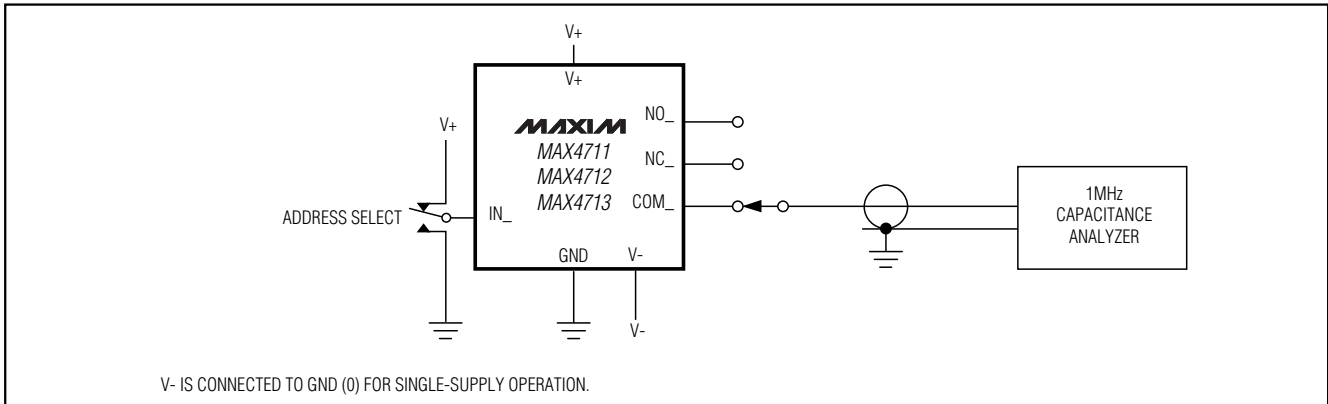 V+
V+
V+
NO_
MAXIM
MAX4711
NC_
MAX4712
MAX4713
COM_
1MHz
CAPACITANCE
ANALYZER
ADDRESS SELECT
IN_
GND
V-
V-
V- IS CONNECTED TO GND (0) FOR SINGLE-SUPPLY OPERATION.